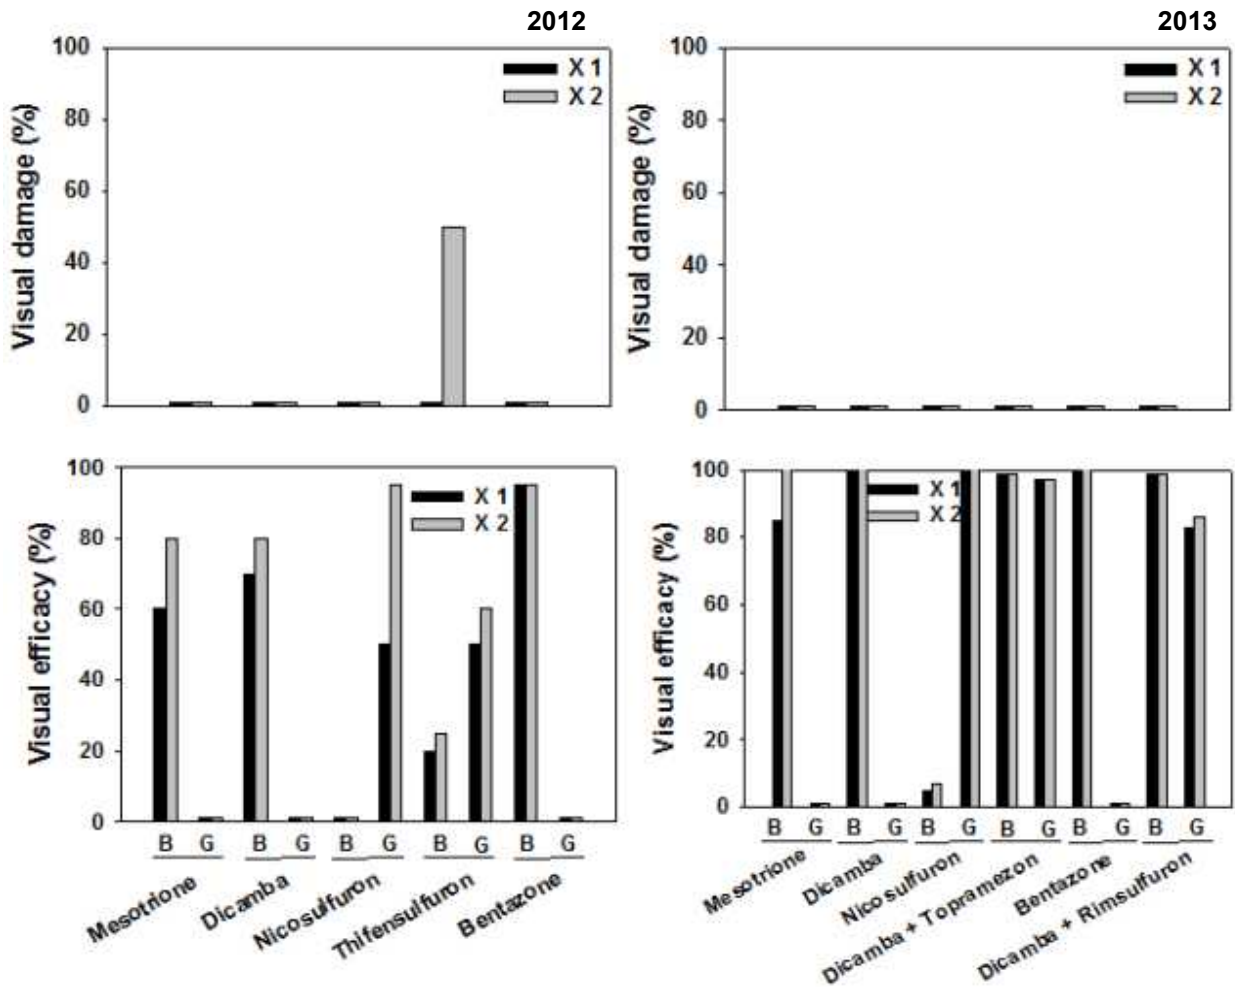 2012
2013
Visual damage (%)
100
80
60
40
20
0
X 1
X 2
Visual damage (%)
100
80
60
40
20
0
X 1
X 2
Visual efficacy (%)
100
80
60
40
20
0
X 1
X 2
B G B G B G B G B G
Mesotrione
Dicamba
Nicosulfuron
Thifensulfuron
Bentazone
Visual efficacy (%)
100
80
60
40
20
0
X 1
X 2
B G B G B G B G B G B G
Mesotrione
Dicamba
Nicosulfuron
Dicamba + Topramezon
Bentazone
Dicamba + Rimsulfuron